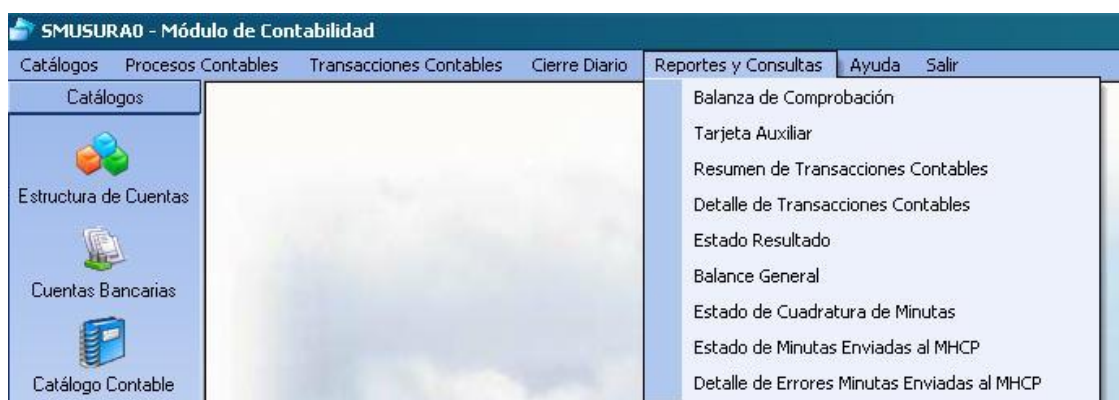 SMUSURA0 - Módulo de Contabilidad
Catálogos Procesos Contables Transacciones Contables Cierre Diario Reportes y Consultas Ayuda Salir
Catálogos
Estructura de Cuentas
Cuentas Bancarias
Catálogo Contable
Balanza de Comprobación
Tarjeta Auxiliar
Resumen de Transacciones Contables
Detalle de Transacciones Contables
Estado Resultado
Balance General
Estado de Cuadratura de Minutas
Estado de Minutas Enviadas al MHCP
Detalle de Errores Minutas Enviadas al MHCP